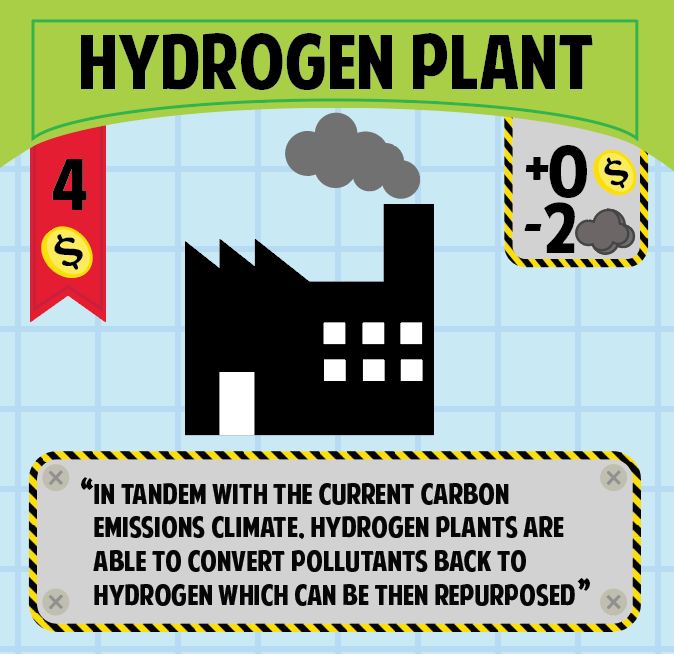 HYDROGEN PLANT
4
$
+0 $
-2
“IN TANDEM WITH THE CURRENT CARBON
EMISSIONS CLIMATE, HYDROGEN PLANTS ARE
ABLE TO CONVERT POLLUTANTS BACK TO
HYDROGEN WHICH CAN BE THEN REPURPOSED”